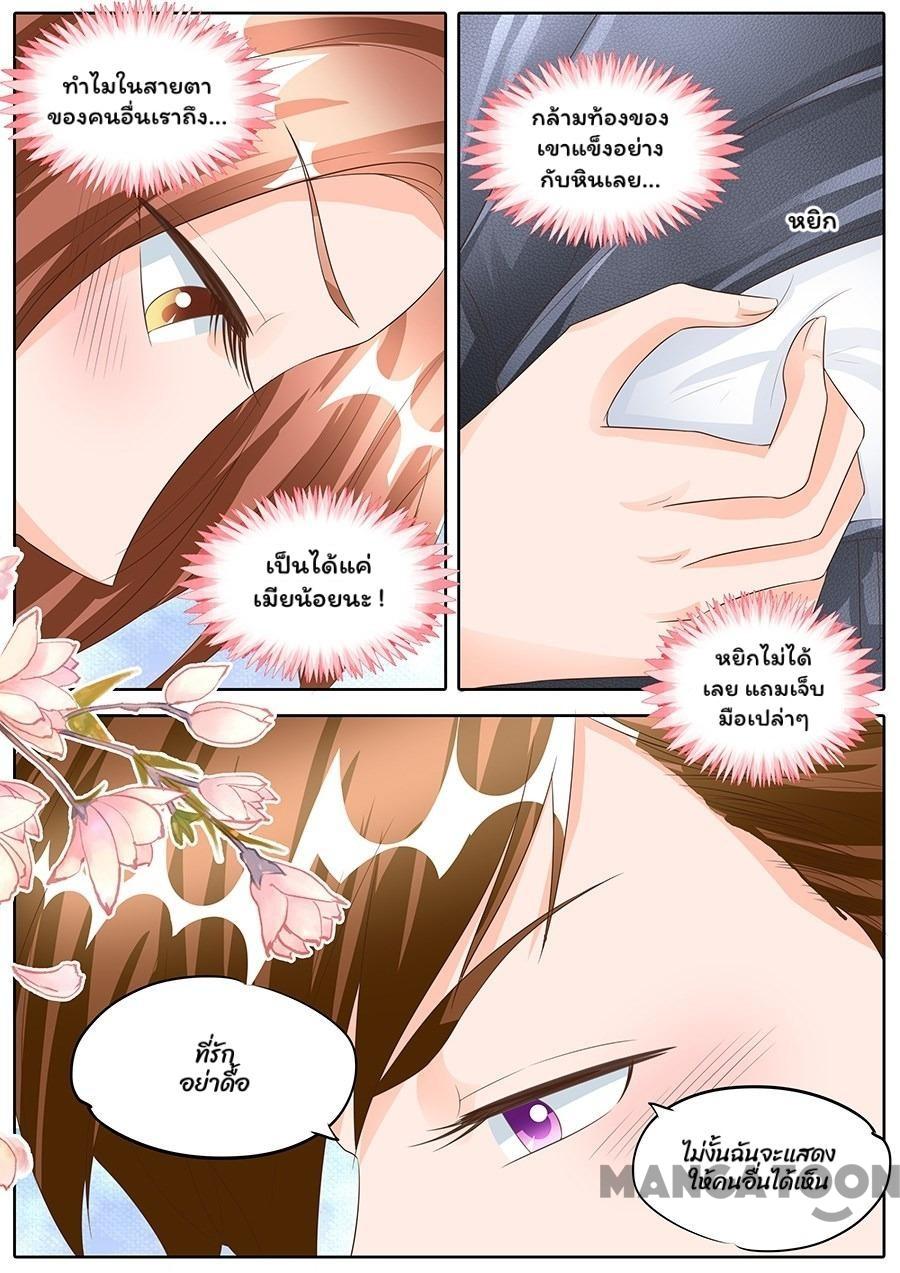 ทำไมในสายตา
ของคนอื่นเราถึง...
เป็นได้แค่
เมียน้อยนะ !
กล้ามท้องของ
เขาแข็งอย่าง
กับหินเลย...
หยิก
หยิกไม่ได้
เลย แถมเจ็บ
มือเปล่าๆ
ที่รัก
อย่าดื้อ
ไม่งั้นฉันจะแสดง
ให้คนอื่นได้เห็น
MANGATOON